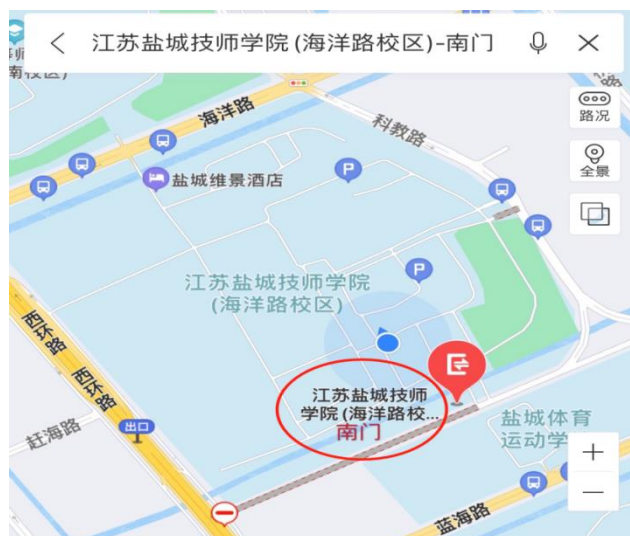 江苏盐城技师学院(海洋路校区)-南门
南校区)
海洋路
科教路
路况
全景
盐城维景酒店
江苏盐城技师学院
(海洋路校区)
西环路
西环路
江苏盐城技师
学院(海洋路校...
南门
盐城体育
运动学
赶海路
出口
蓝海路